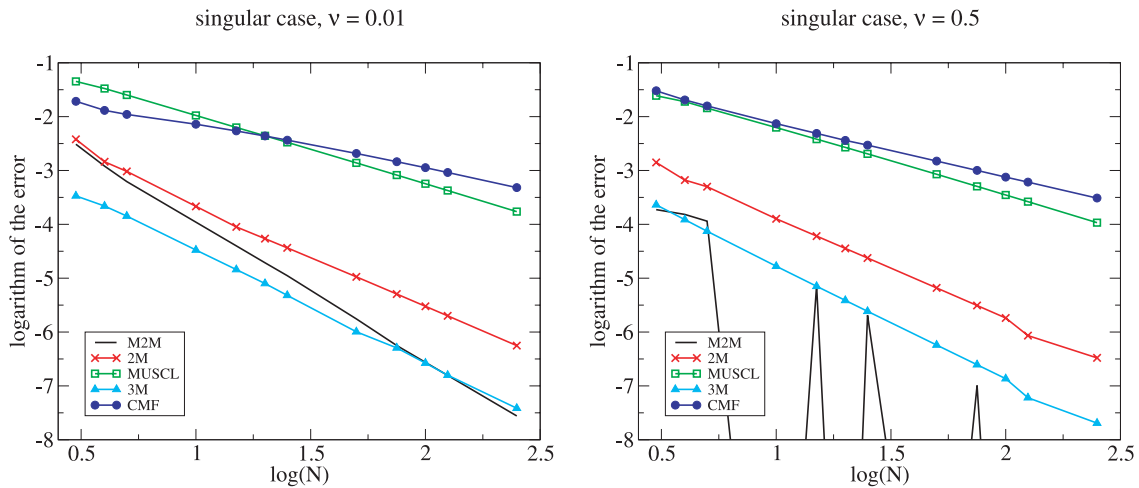 singular case, ν = 0.01
logarithm of the error
-1
-2
-3
-4
-5
-6
-7
-8
M2M
2M
MUSCL
3M
CMF
0.5 1 1.5 2 2.5
log(N)
singular case, ν = 0.5
logarithm of the error
-1
-2
-3
-4
-5
-6
-7
-8
M2M
2M
MUSCL
3M
CMF
0.5 1 1.5 2 2.5
log(N)